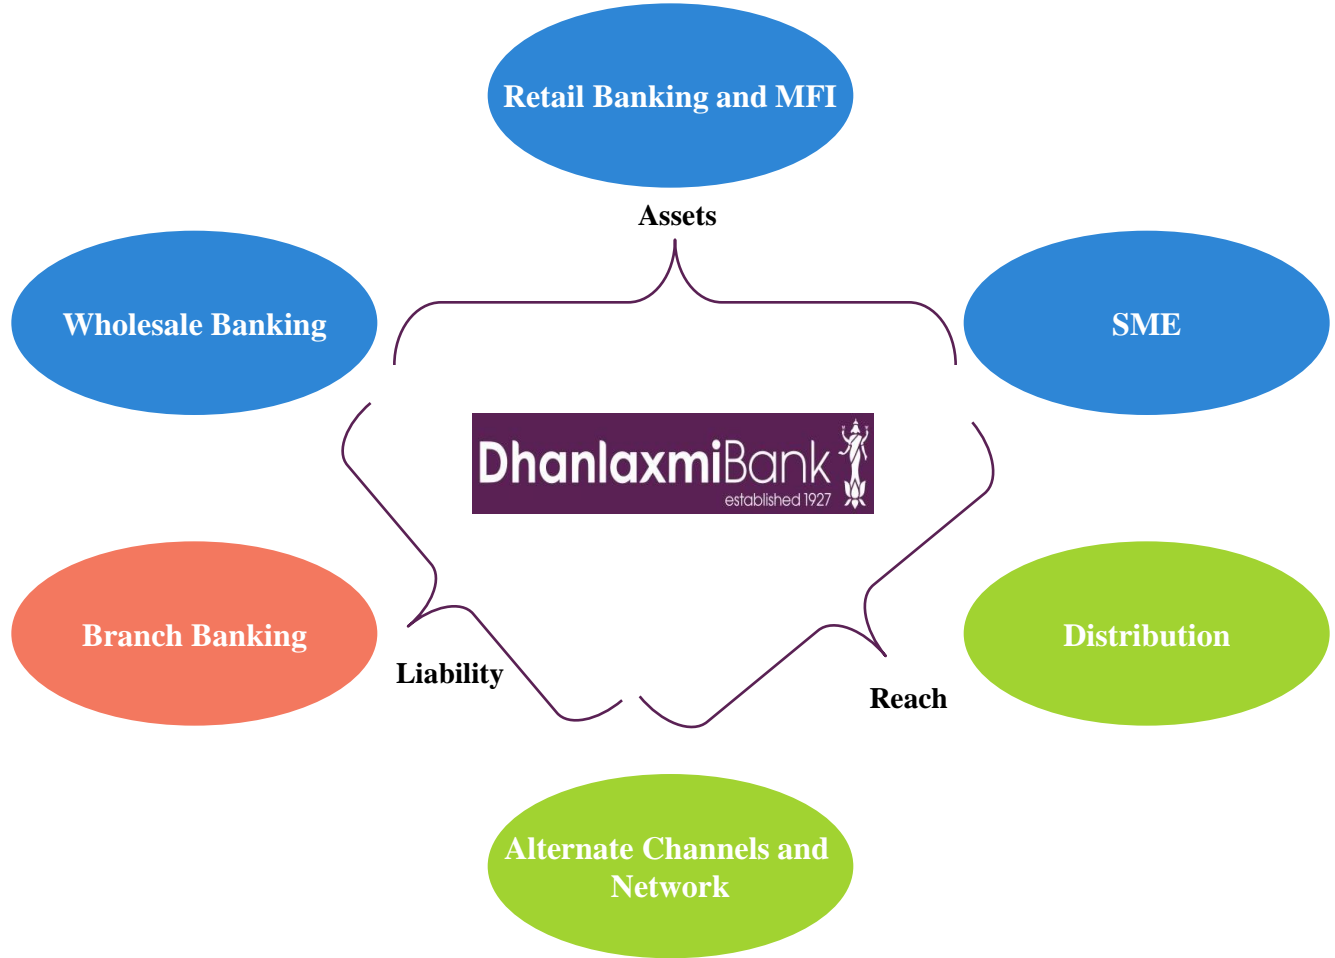 Retail Banking and MFI
Assets
Wholesale Banking
SME
DhanlaxmiBank
established 1927
Branch Banking
Distribution
Liability
Reach
Alternate Channels and
Network